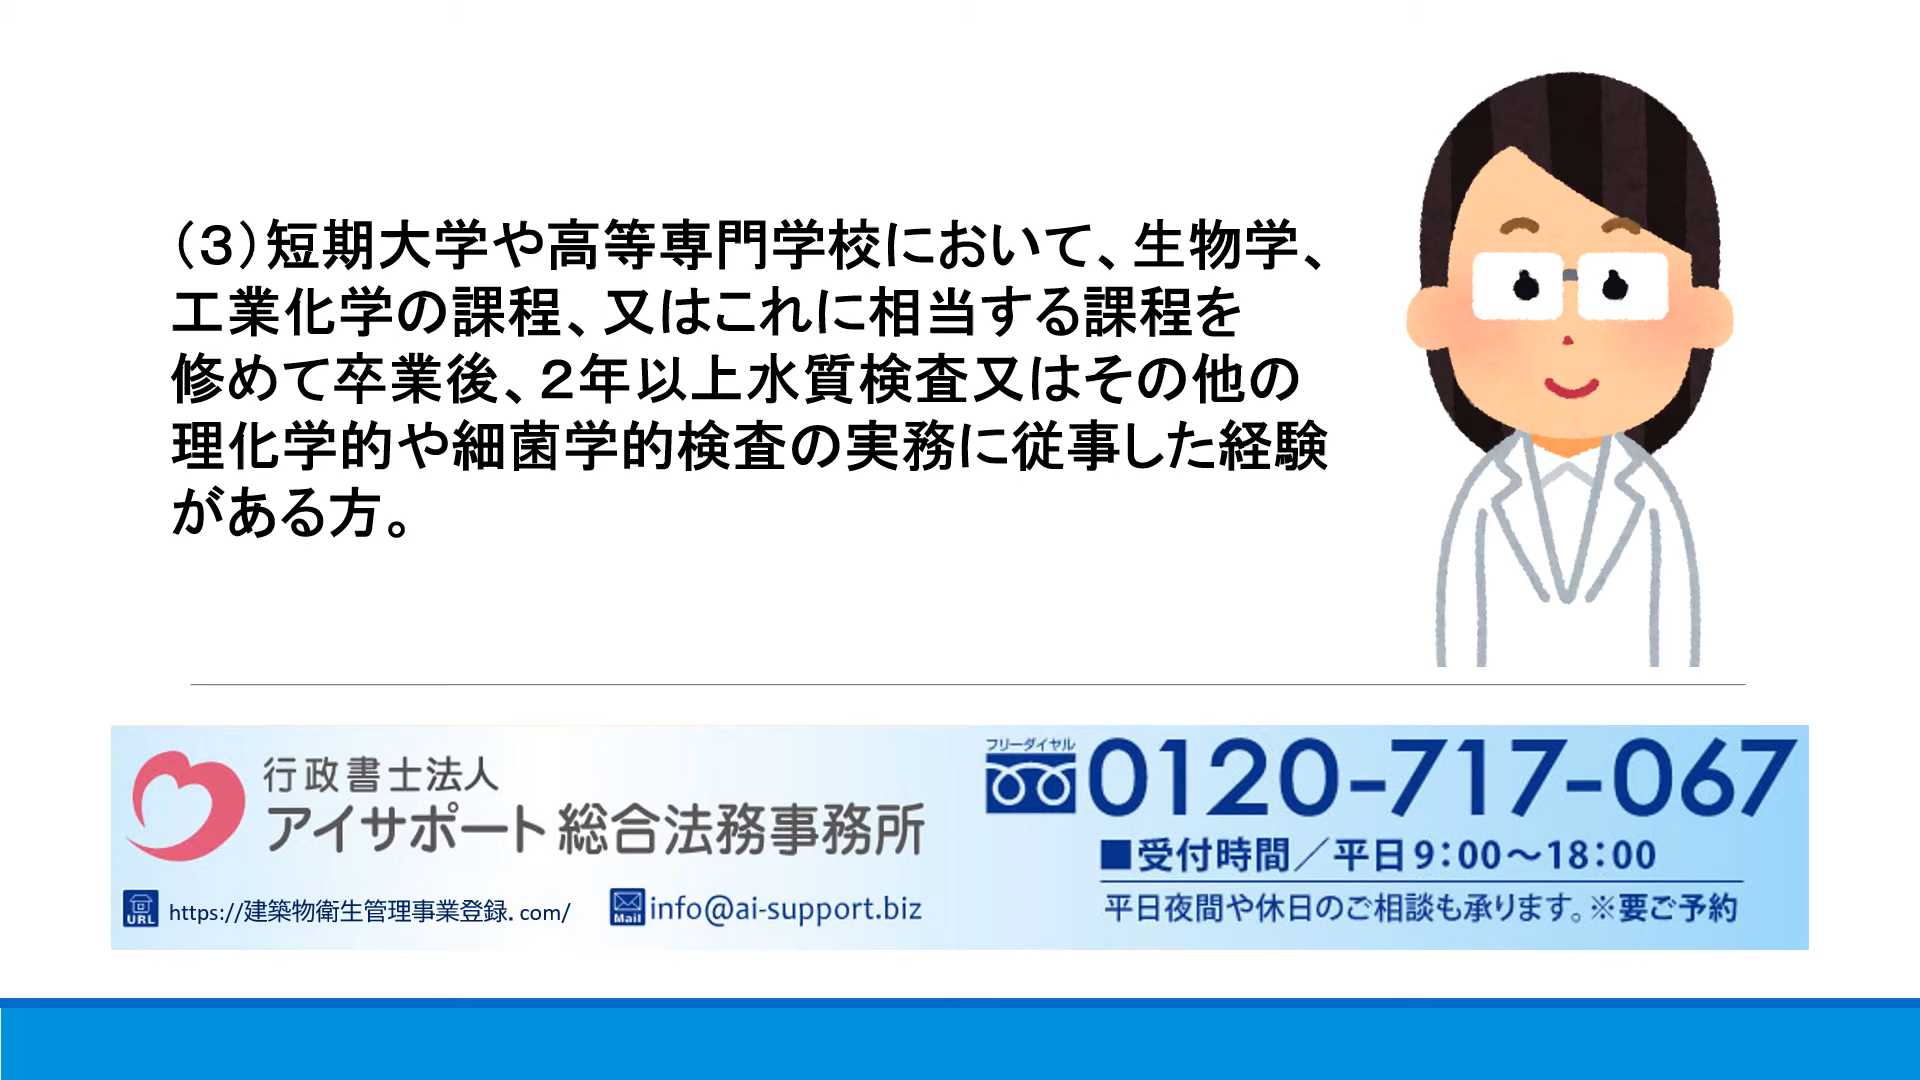 （３）短期大学や高等専門学校において、生物学、
工業化学の課程、又はこれに相当する課程を
修めて卒業後、２年以上水質検査又はその他の
理化学的や細菌学的検査の実務に従事した経験
がある方。
行政書士法人
アイサポート総合法務事務所
URL https://建築物衛生管理事業登録.com/
Mail info@ai-support.biz
フリーダイヤル
0120-717-067
■受付時間／平日9：00～18：00
平日夜間や休日のご相談も承ります。※要ご予約